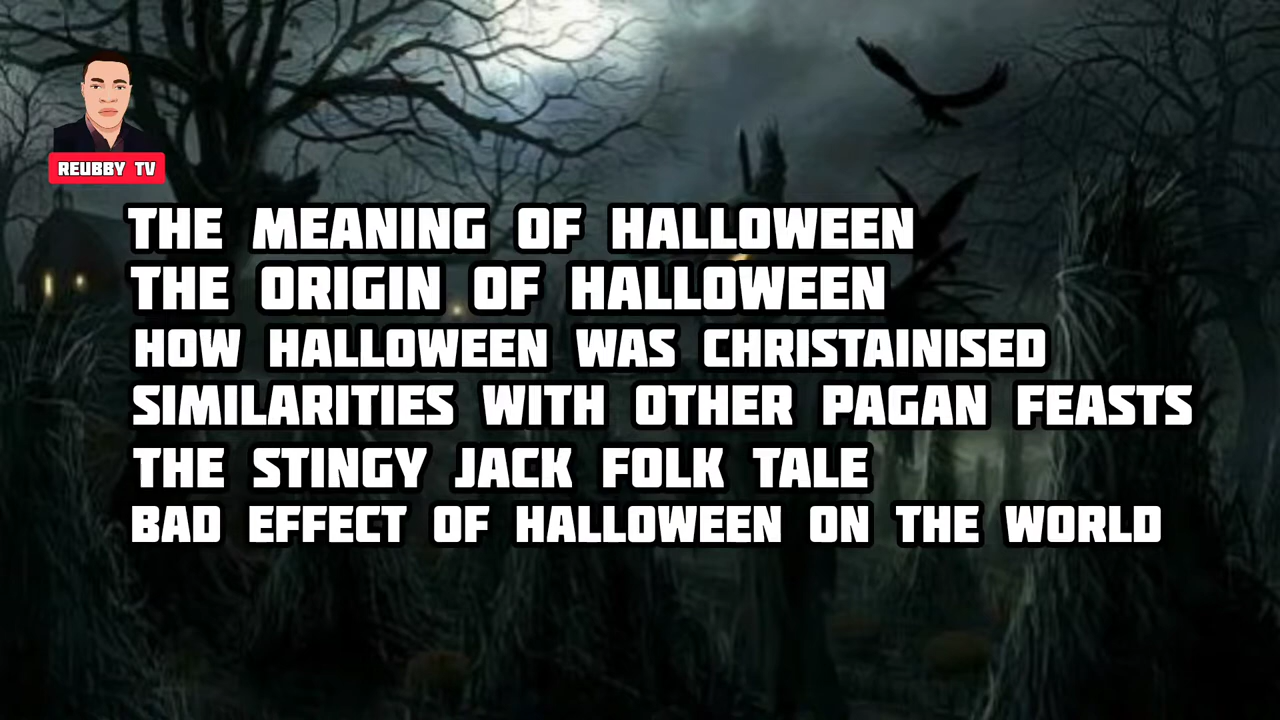 REUBBY TV
THE MEANING OF HALLOWEEN
THE ORIGIN OF HALLOWEEN
HOW HALLOWEEN WAS CHRISTAINISED
SIMILARITIES WITH OTHER PAGAN FEASTS
THE STINGY JACK FOLK TALE
BAD EFFECT OF HALLOWEEN ON THE WORLD